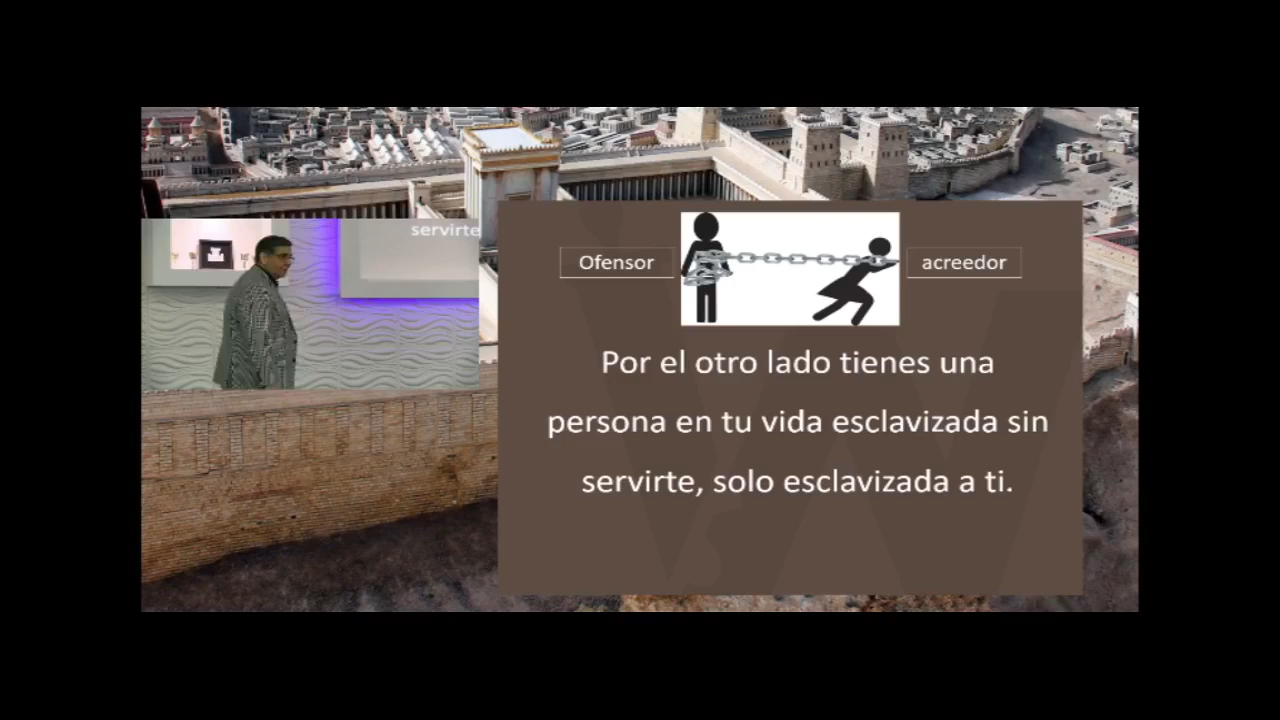 servirte
Ofensor
acreedor
Por el otro lado tienes una
persona en tu vida esclavizada sin
servirte, solo esclavizada a ti.